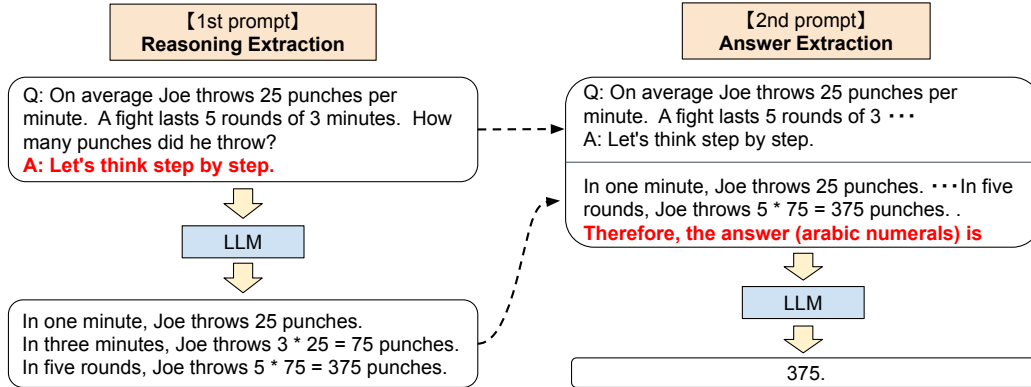 【1st prompt】
Reasoning Extraction
Q: On average Joe throws 25 punches per
minute.  A fight lasts 5 rounds of 3 minutes.  How
many punches did he throw?
A: Let's think step by step.
LLM
In one minute, Joe throws 25 punches.
In three minutes, Joe throws 3 * 25 = 75 punches.
In five rounds, Joe throws 5 * 75 = 375 punches.
【2nd prompt】
Answer Extraction
Q: On average Joe throws 25 punches per
minute.  A fight lasts 5 rounds of 3 ･･･
A: Let's think step by step.
In one minute, Joe throws 25 punches. ･･･In five
rounds, Joe throws 5 * 75 = 375 punches. .
Therefore, the answer (arabic numerals) is
LLM
375.